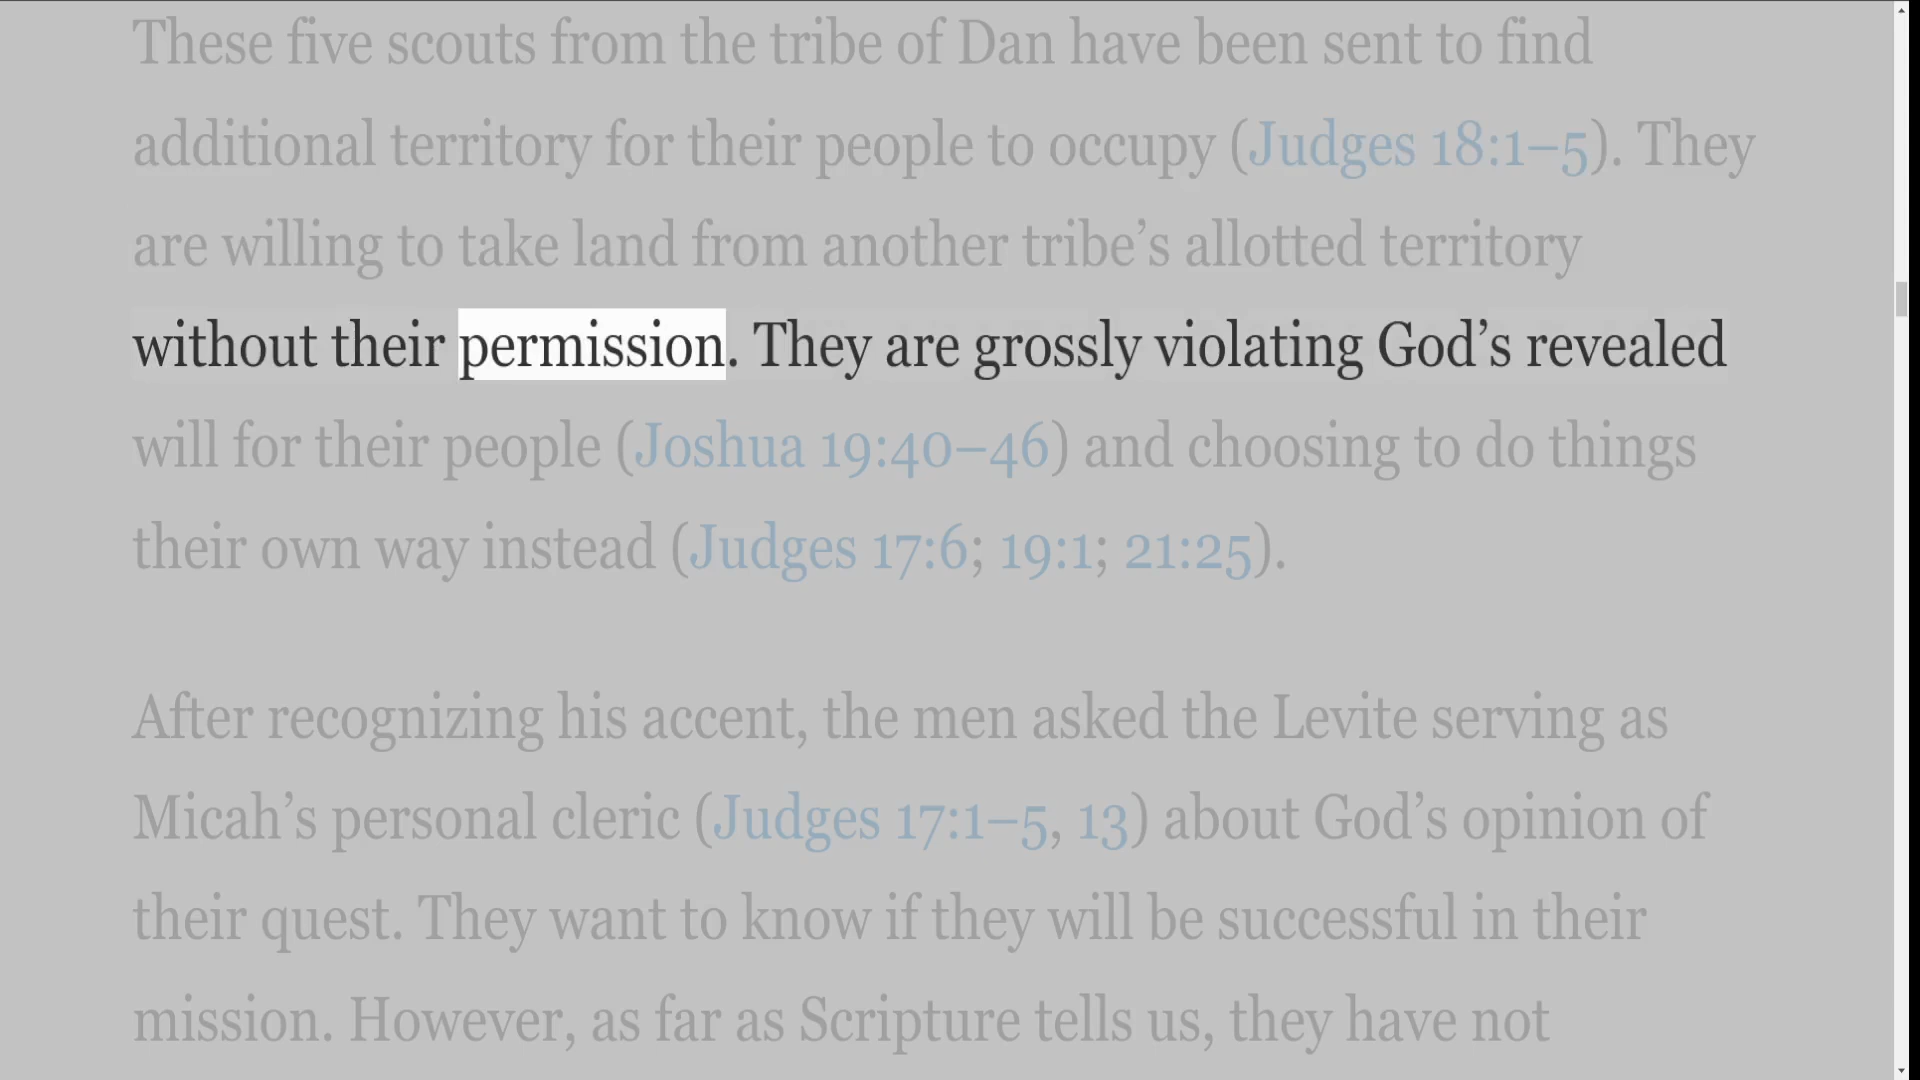 These five scouts from the tribe of Dan have been sent to find
additional territory for their people to occupy (Judges 18:1–5). They
are willing to take land from another tribe’s allotted territory
without their permission. They are grossly violating God’s revealed
will for their people (Joshua 19:40–46) and choosing to do things
their own way instead (Judges 17:6; 19:1; 21:25).
After recognizing his accent, the men asked the Levite serving as
Micah’s personal cleric (Judges 17:1–5, 13) about God’s opinion of
their quest. They want to know if they will be successful in their
mission. However, as far as Scripture tells us, they have not